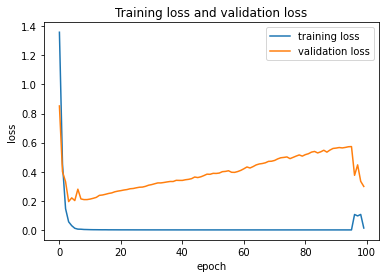 Training loss and validation loss
training loss
validation loss
1.4
1.2
1.0
0.8
0.6
0.4
0.2
0.0
loss
0
20
40
60
80
100
epoch